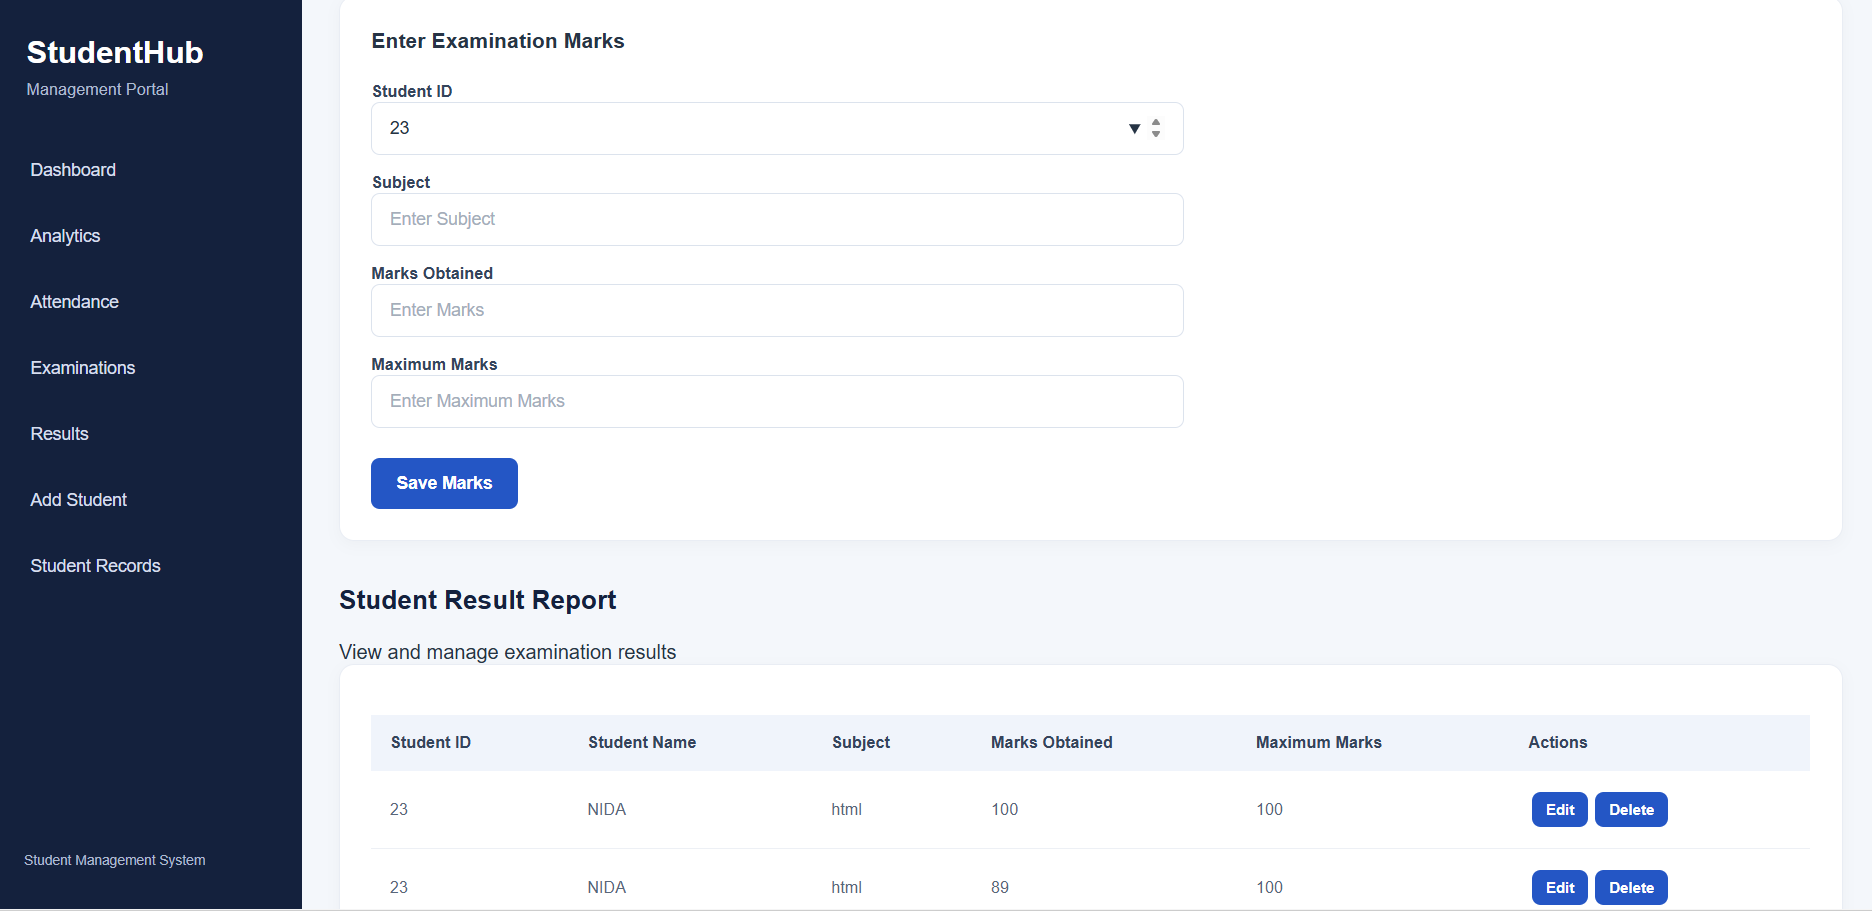 StudentHub
Management Portal
Dashboard
Analytics
Attendance
Examinations
Results
Add Student
Student Records
Student Management System
Enter Examination Marks
Student ID
23
Subject
Enter Subject
Marks Obtained
Enter Marks
Maximum Marks
Enter Maximum Marks
Save Marks
Student Result Report
View and manage examination results
Student ID Student Name Subject Marks Obtained Maximum Marks Actions
23 NIDA html 100 100 Edit Delete
23 NIDA html 89 100 Edit Delete